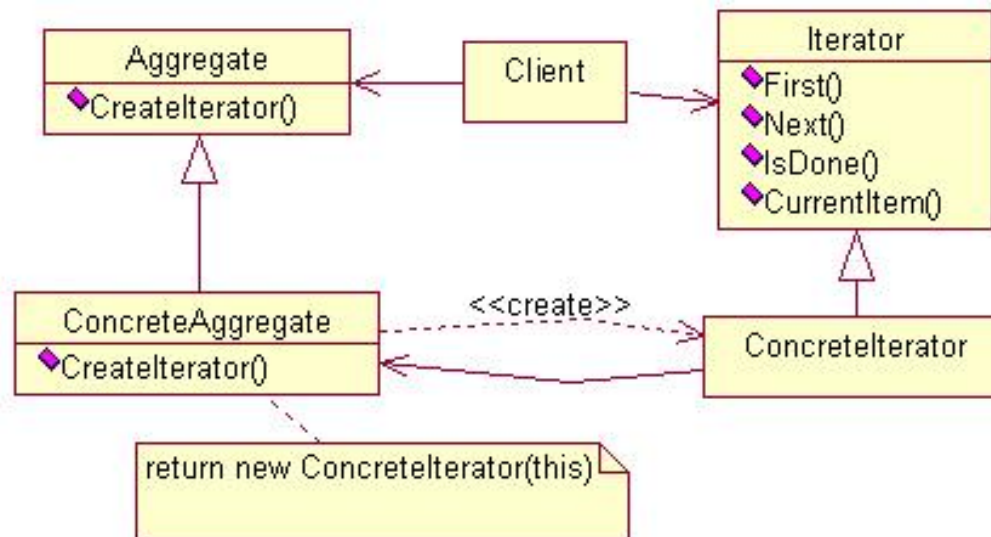 Aggregate
CreateIterator()
Client
Iterator
First()
Next()
IsDone()
CurrentItem()
ConcreteAggregate
CreateIterator()
<<create>>
ConcreteIterator
return new ConcreteIterator(this)